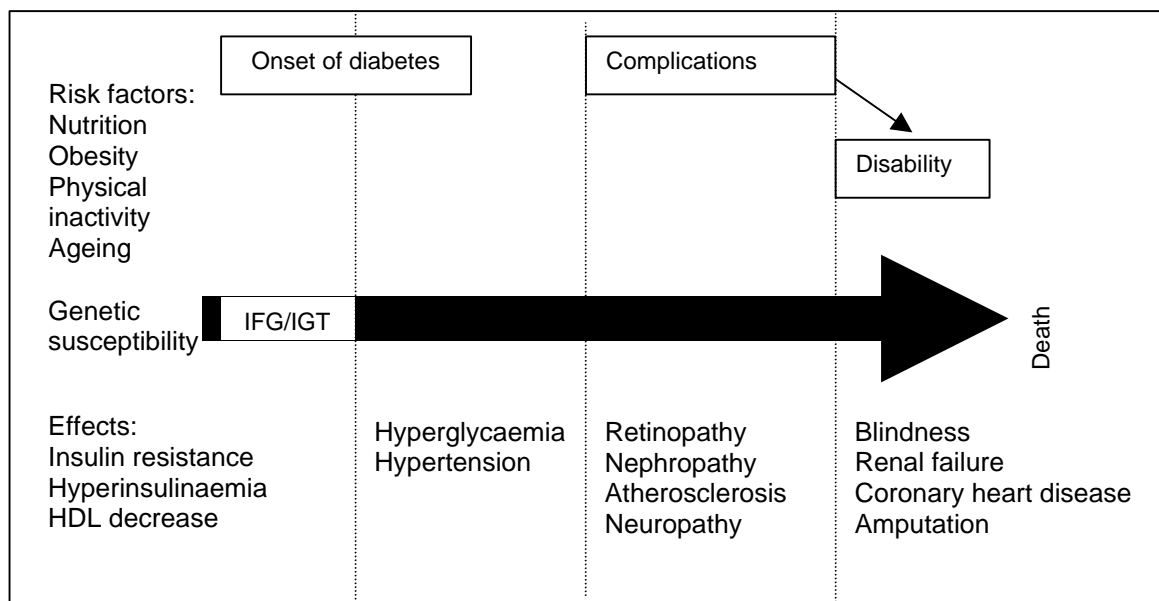 Onset of diabetes
Complications
Disability
Risk factors:
Nutrition
Obesity
Physical
inactivity
Ageing
Genetic
susceptibility
IFG/IGT
Death
Effects:
Insulin resistance
Hyperinsulinaemia
HDL decrease
Hyperglycaemia
Hypertension
Retinopathy
Nephropathy
Atherosclerosis
Neuropathy
Blindness
Renal failure
Coronary heart disease
Amputation